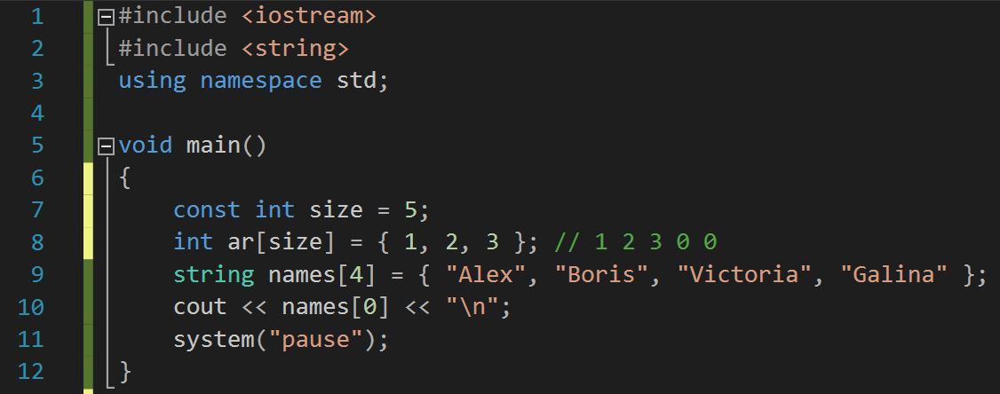 1 #include <iostream>
2 #include <string>
3 using namespace std;
4
5 void main()
6 {
7     const int size = 5;
8     int ar[size] = { 1, 2, 3 }; // 1 2 3 0 0
9     string names[4] = { "Alex", "Boris", "Victoria", "Galina" };
10     cout << names[0] << "\n";
11     system("pause");
12 }